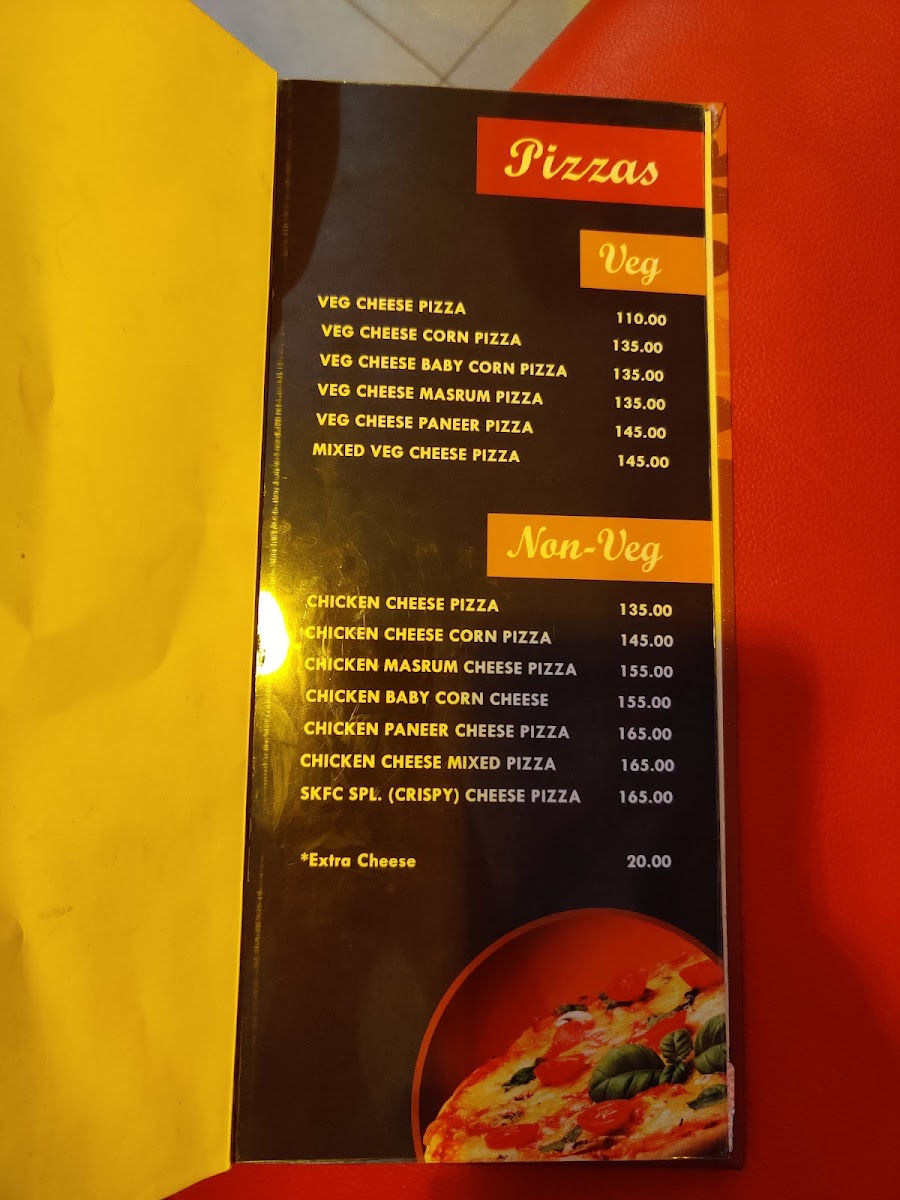 Pizzas
Veg
VEG CHEESE PIZZA 110.00
VEG CHEESE CORN PIZZA 135.00
VEG CHEESE BABY CORN PIZZA 135.00
VEG CHEESE MASRUM PIZZA 135.00
VEG CHEESE PANEER PIZZA 145.00
MIXED VEG CHEESE PIZZA 145.00
Non-Veg
CHICKEN CHEESE PIZZA 135.00
CHICKEN CHEESE CORN PIZZA 145.00
CHICKEN MASRUM CHEESE PIZZA 155.00
CHICKEN BABY CORN CHEESE 155.00
CHICKEN PANEER CHEESE PIZZA 165.00
CHICKEN CHEESE MIXED PIZZA 165.00
SKFC SPL. (CRISPY) CHEESE PIZZA 165.00
*Extra Cheese 20.00